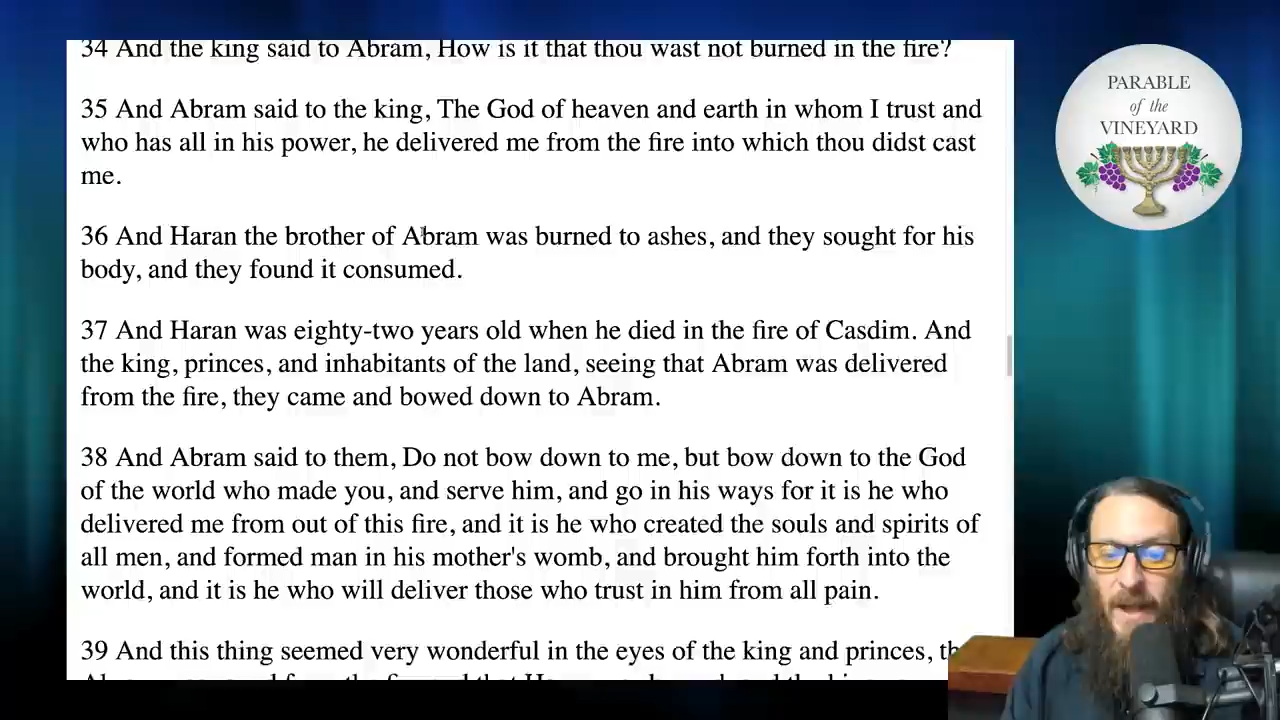 34 And the king said to Abram, How is it that thou wast not burned in the fire?
35 And Abram said to the king, The God of heaven and earth in whom I trust and
who has all in his power, he delivered me from the fire into which thou didst cast
me.
36 And Haran the brother of Abram was burned to ashes, and they sought for his
body, and they found it consumed.
37 And Haran was eighty-two years old when he died in the fire of Casdim. And
the king, princes, and inhabitants of the land, seeing that Abram was delivered
from the fire, they came and bowed down to Abram.
38 And Abram said to them, Do not bow down to me, but bow down to the God
of the world who made you, and serve him, and go in his ways for it is he who
delivered me from out of this fire, and it is he who created the souls and spirits of
all men, and formed man in his mother's womb, and brought him forth into the
world, and it is he who will deliver those who trust in him from all pain.
39 And this thing seemed very wonderful in the eyes of the king and princes,
PARABLE
of the
VINEYARD